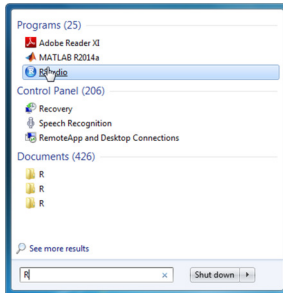 Programs (25)
Adobe Reader XI
MATLAB R2014a
Control Panel (206)
Recovery
Speech Recognition
RemoteApp and Desktop Connections
Documents (426)
R
R
R
See more results
R
Shut down